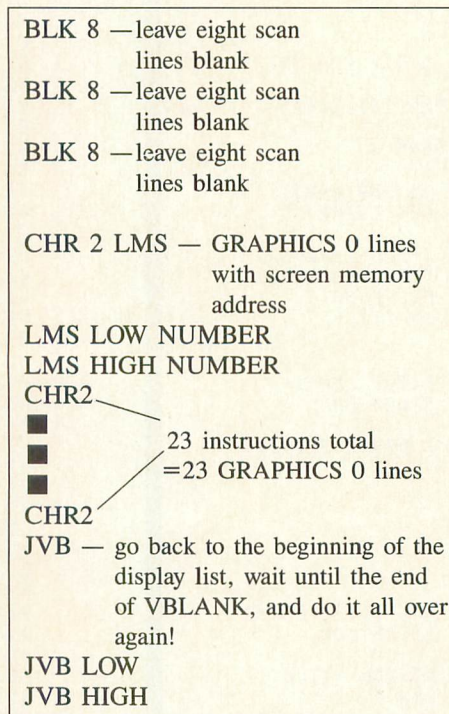 BLK 8 —leave eight scan
lines blank
BLK 8 —leave eight scan
lines blank
BLK 8 —leave eight scan
lines blank
CHR 2 LMS — GRAPHICS 0 lines
with screen memory
address
LMS LOW NUMBER
LMS HIGH NUMBER
CHR2
23 instructions total
=23 GRAPHICS 0 lines
CHR2
JVB — go back to the beginning of the
display list, wait until the end
of VBLANK, and do it all over
again!
JVB LOW
JVB HIGH